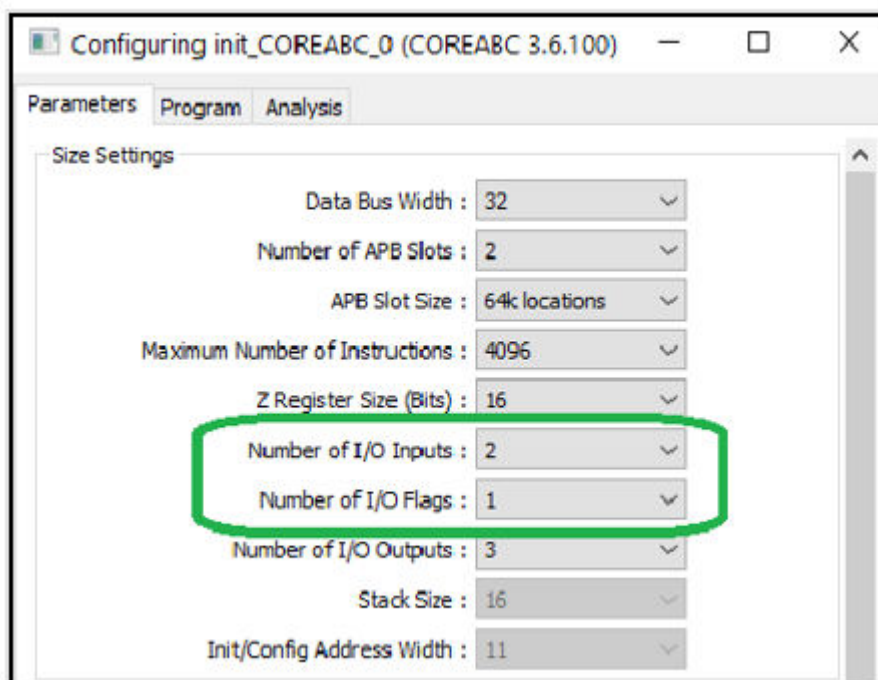 Configuring init_COREABC_0 (COREABC 3.6.100)
Parameters Program Analysis
Size Settings
Data Bus Width : 32
Number of APB Slots : 2
APB Slot Size : 64k locations
Maximum Number of Instructions : 4096
Z Register Size (Bits) : 16
Number of I/O Inputs : 2
Number of I/O Flags : 1
Number of I/O Outputs : 3
Stack Size : 16
Init/Config Address Width : 11